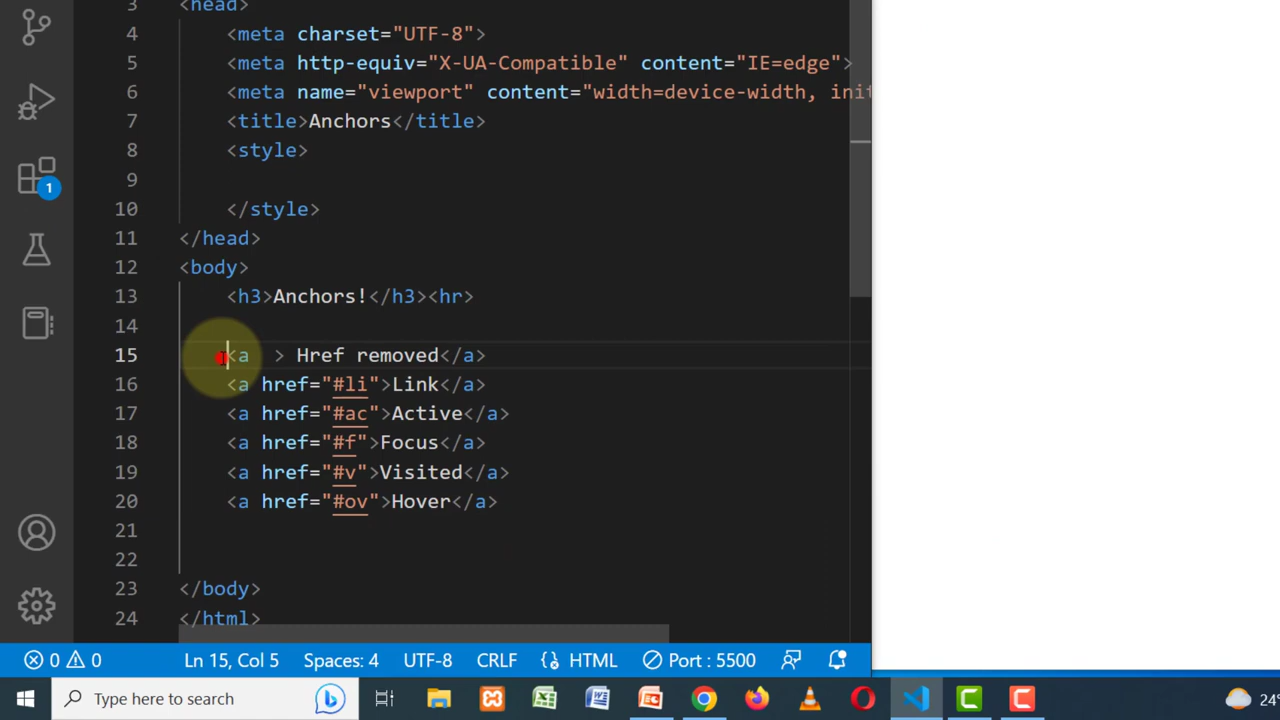 3 <head>
4 <meta charset="UTF-8">
5 <meta http-equiv="X-UA-Compatible" content="IE=edge">
6 <meta name="viewport" content="width=device-width, init
7 <title>Anchors</title>
8 <style>
9
10 </style>
11 </head>
12 <body>
13 <h3>Anchors!</h3><hr>
14
15 <a  > Href removed</a>
16 <a href="#li">Link</a>
17 <a href="#ac">Active</a>
18 <a href="#f">Focus</a>
19 <a href="#v">Visited</a>
20 <a href="#ov">Hover</a>
21
22
23 </body>
24 </html>
1
0 0 Ln 15, Col 5 Spaces: 4 UTF-8 CRLF HTML Port : 5500
Type here to search 24°